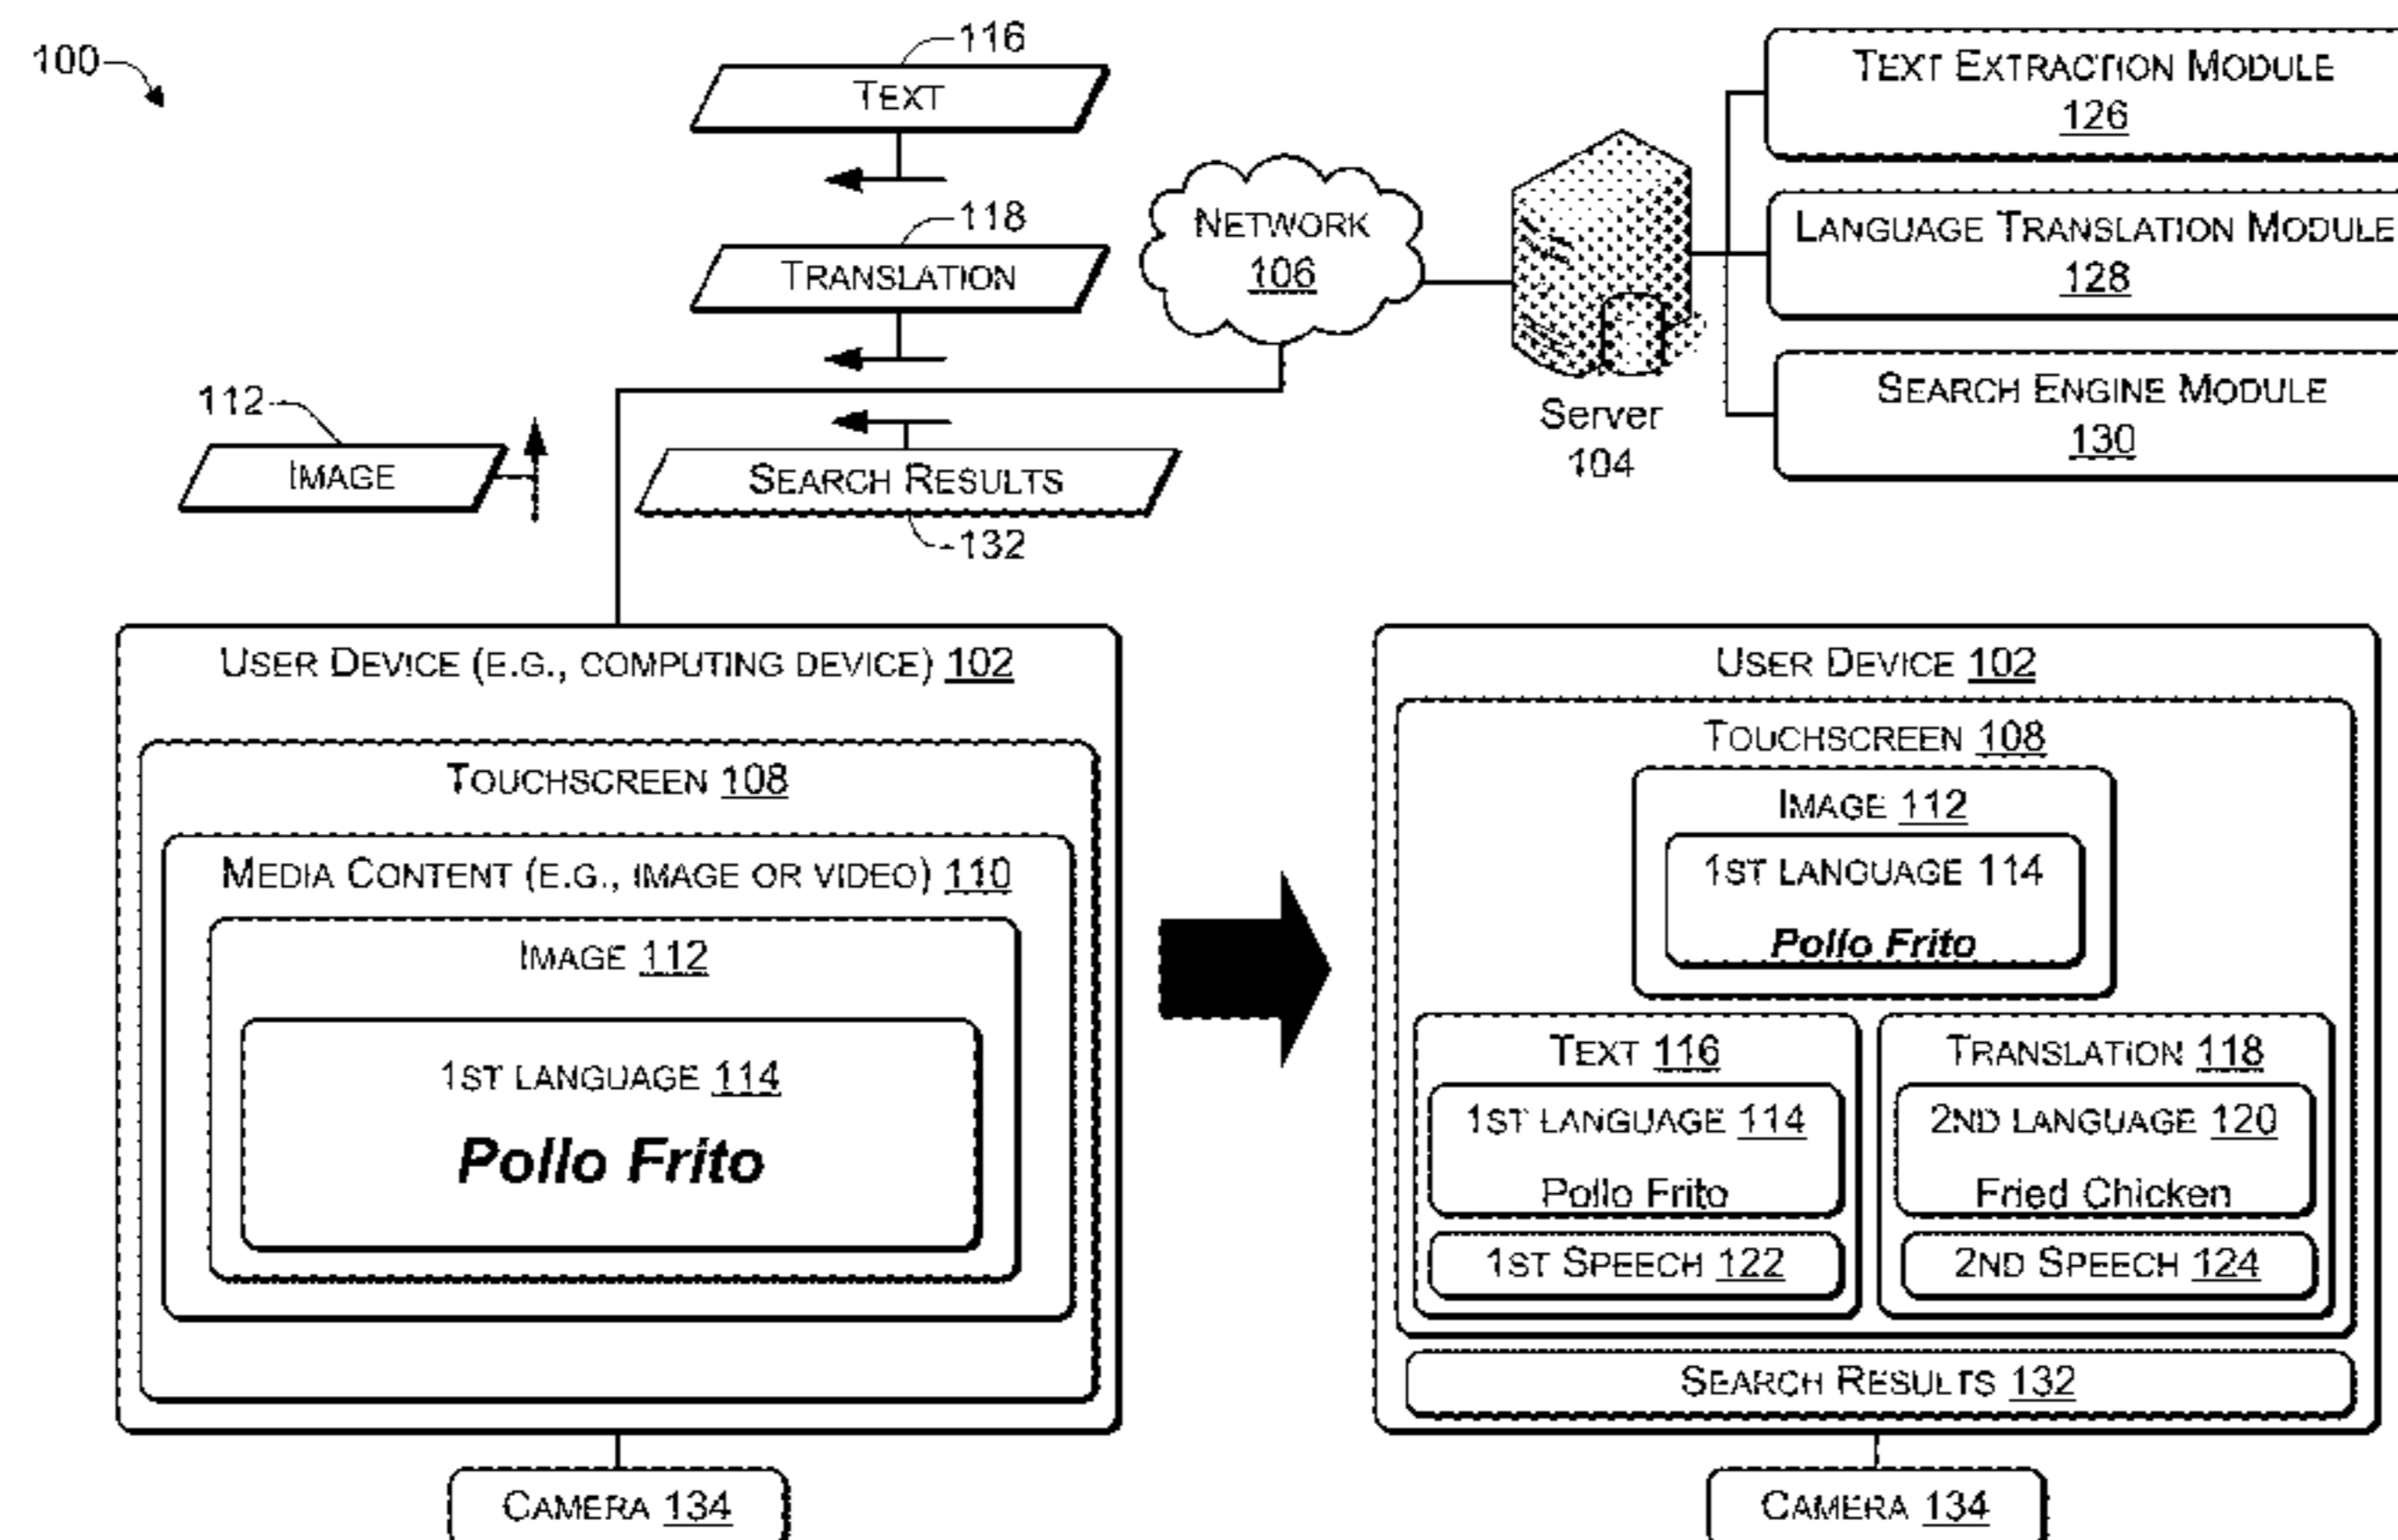 100
116
TEXT
118
TRANSLATION
112
IMAGE
SEARCH RESULTS
132
NETWORK
106
Server
104
TEXT EXTRACTION MODULE
126
LANGUAGE TRANSLATION MODULE
128
SEARCH ENGINE MODULE
130
USER DEVICE (E.G., COMPUTING DEVICE) 102
TOUCHSCREEN 108
MEDIA CONTENT (E.G., IMAGE OR VIDEO) 110
IMAGE 112
1ST LANGUAGE 114
Pollo Frito
CAMERA 134
USER DEVICE 102
TOUCHSCREEN 108
IMAGE 112
1ST LANGUAGE 114
Pollo Frito
TEXT 116
1ST LANGUAGE 114
Pollo Frito
1ST SPEECH 122
TRANSLATION 118
2ND LANGUAGE 120
Fried Chicken
2ND SPEECH 124
SEARCH RESULTS 132
CAMERA 134